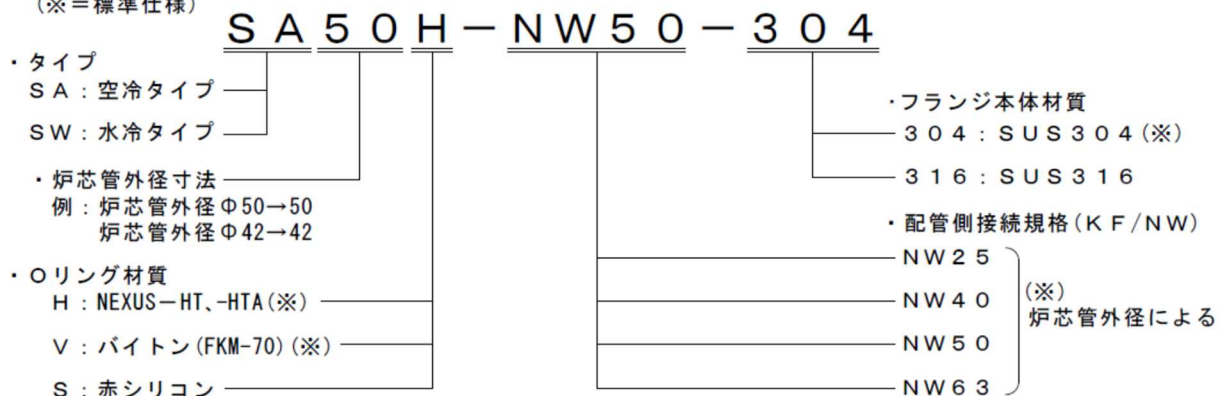 (※＝標準仕様)
ＳＡ５０Ｈ－ＮＷ５０－３０４
・タイプ
ＳＡ：空冷タイプ
ＳＷ：水冷タイプ
・炉芯管外径寸法
例：炉芯管外径Φ50→50
炉芯管外径Φ42→42
・Ｏリング材質
Ｈ：NEXUS－HT、-HTA(※)
Ｖ：バイトン(FKM-70)(※)
Ｓ：赤シリコン
・フランジ本体材質
３０４：ＳＵＳ３０４(※)
３１６：ＳＵＳ３１６
・配管側接続規格(ＫＦ/ＮＷ)
ＮＷ２５
ＮＷ４０
ＮＷ５０
ＮＷ６３
(※)
炉芯管外径による